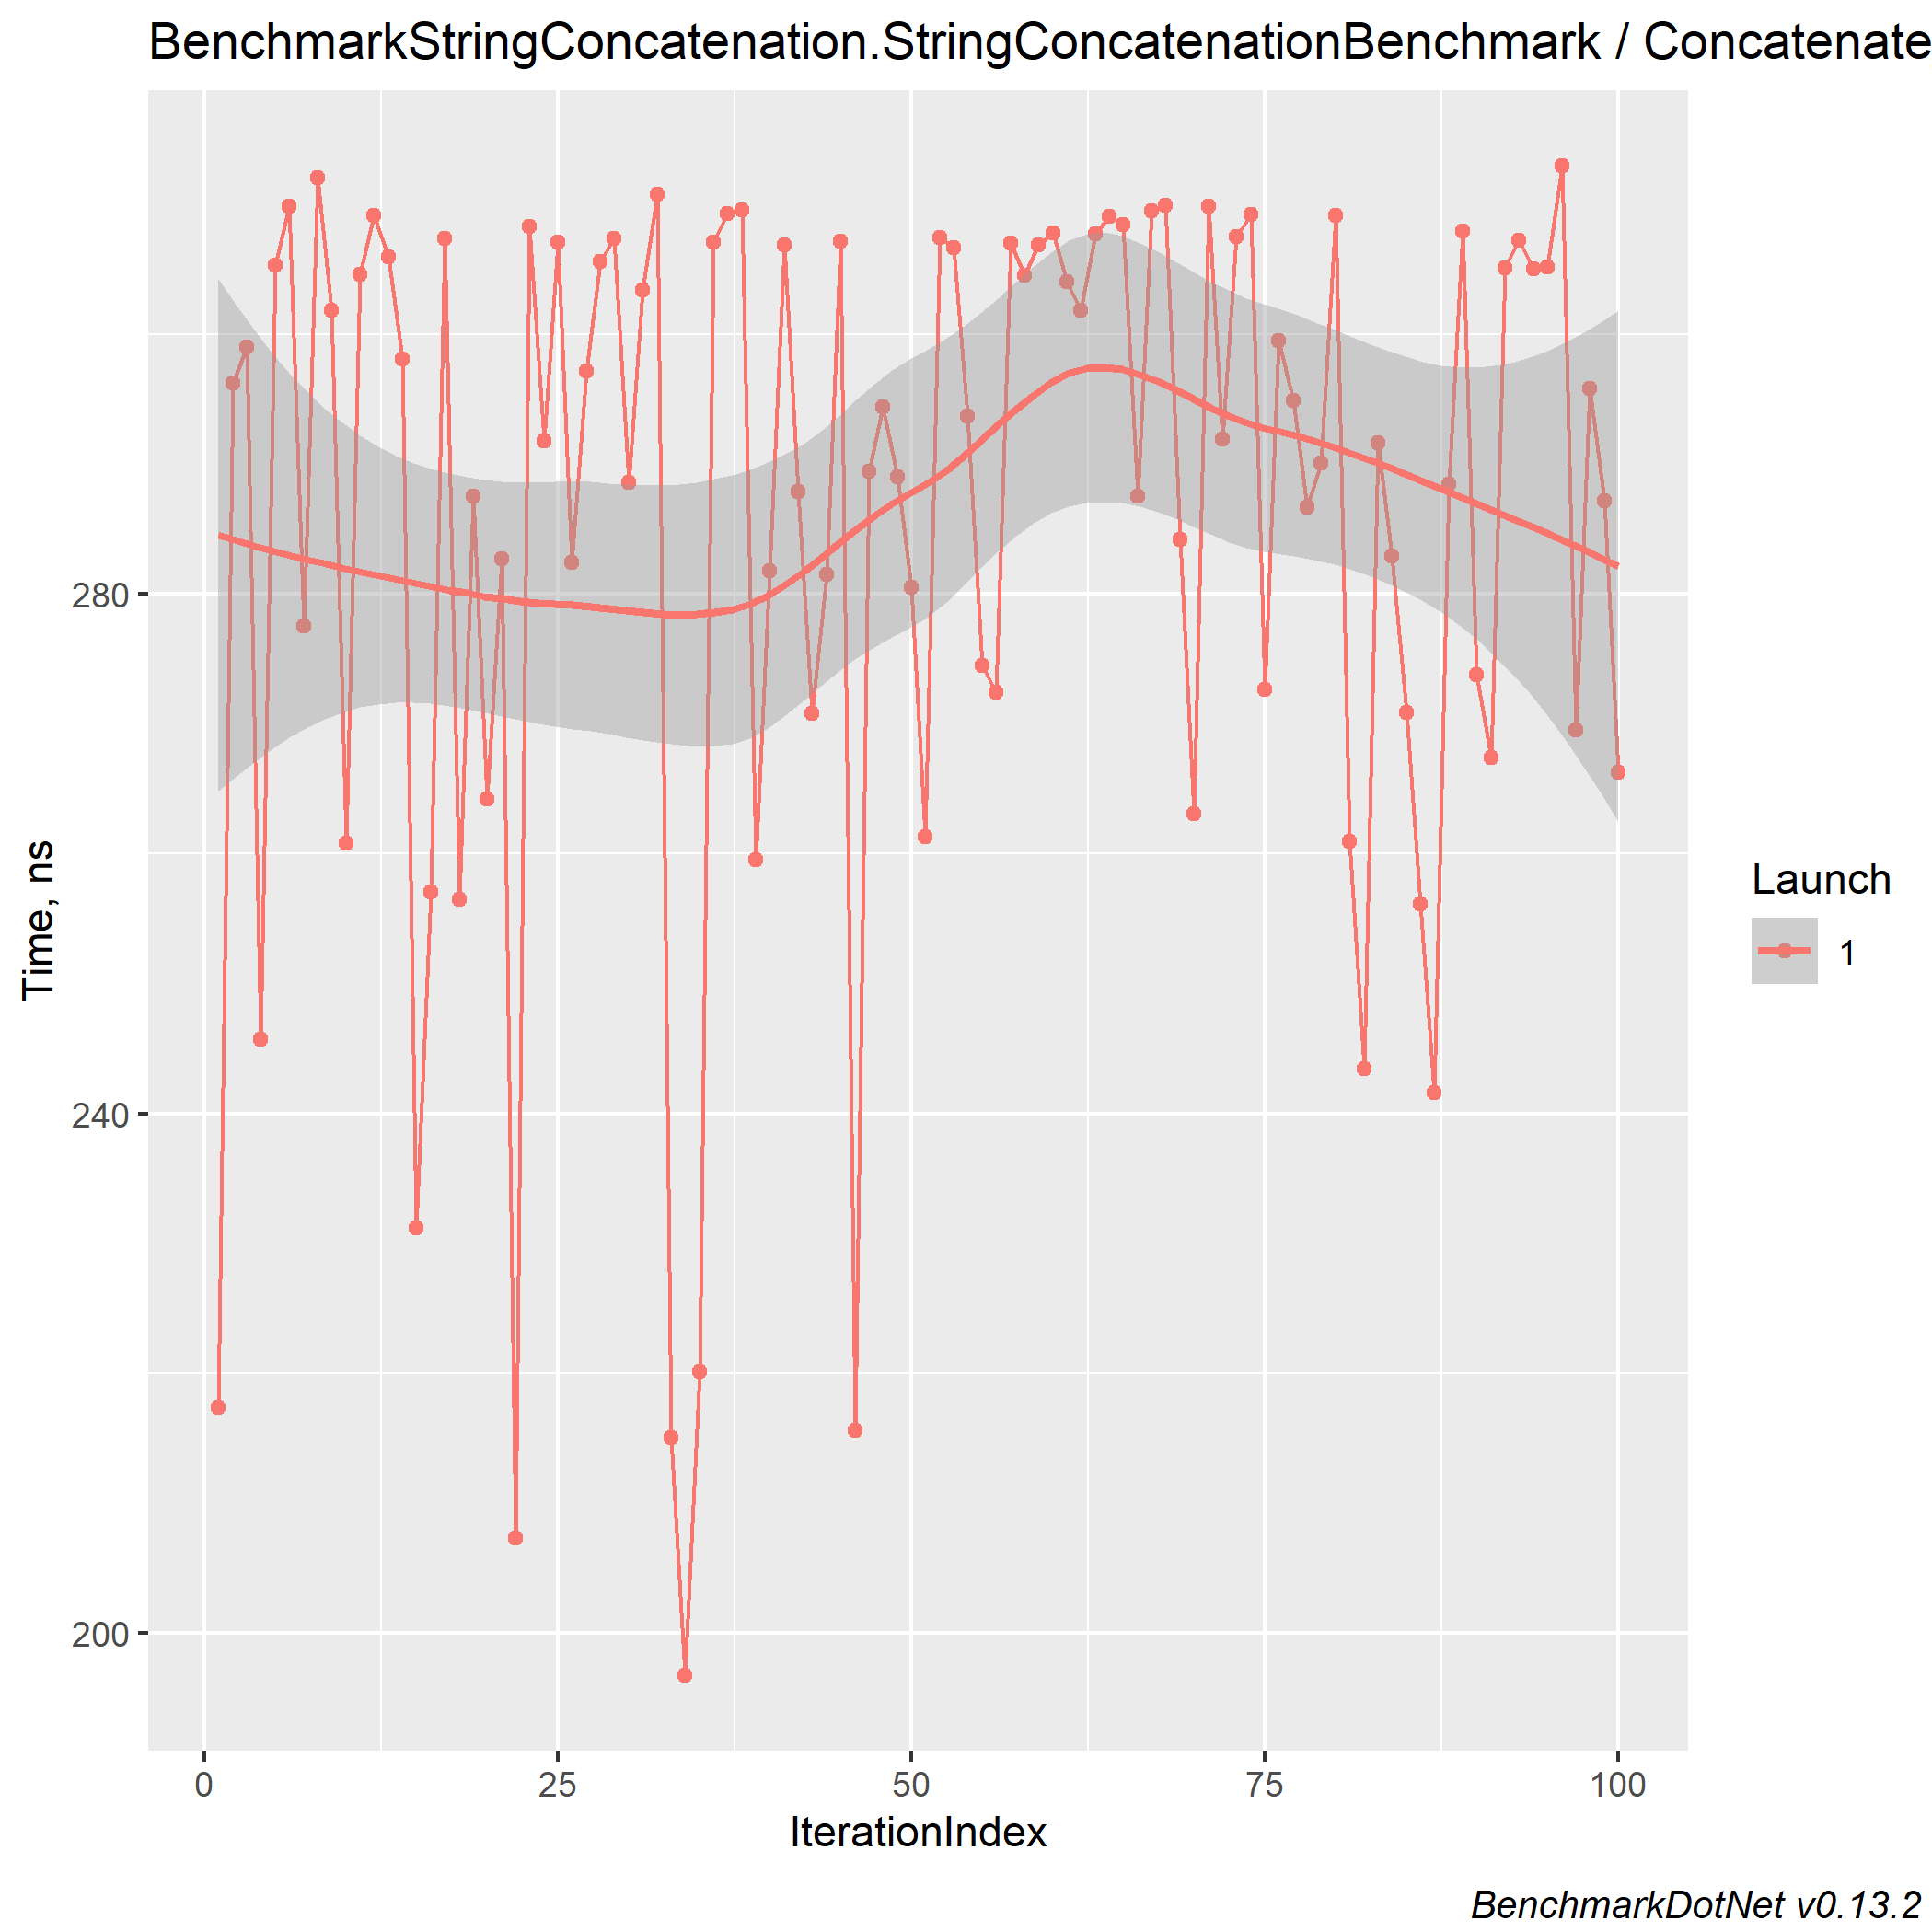 BenchmarkStringConcatenation.StringConcatenationBenchmark / Concatenate
280
240
200
Time, ns
0 25 50 75 100
IterationIndex
Launch
1
BenchmarkDotNet v0.13.2